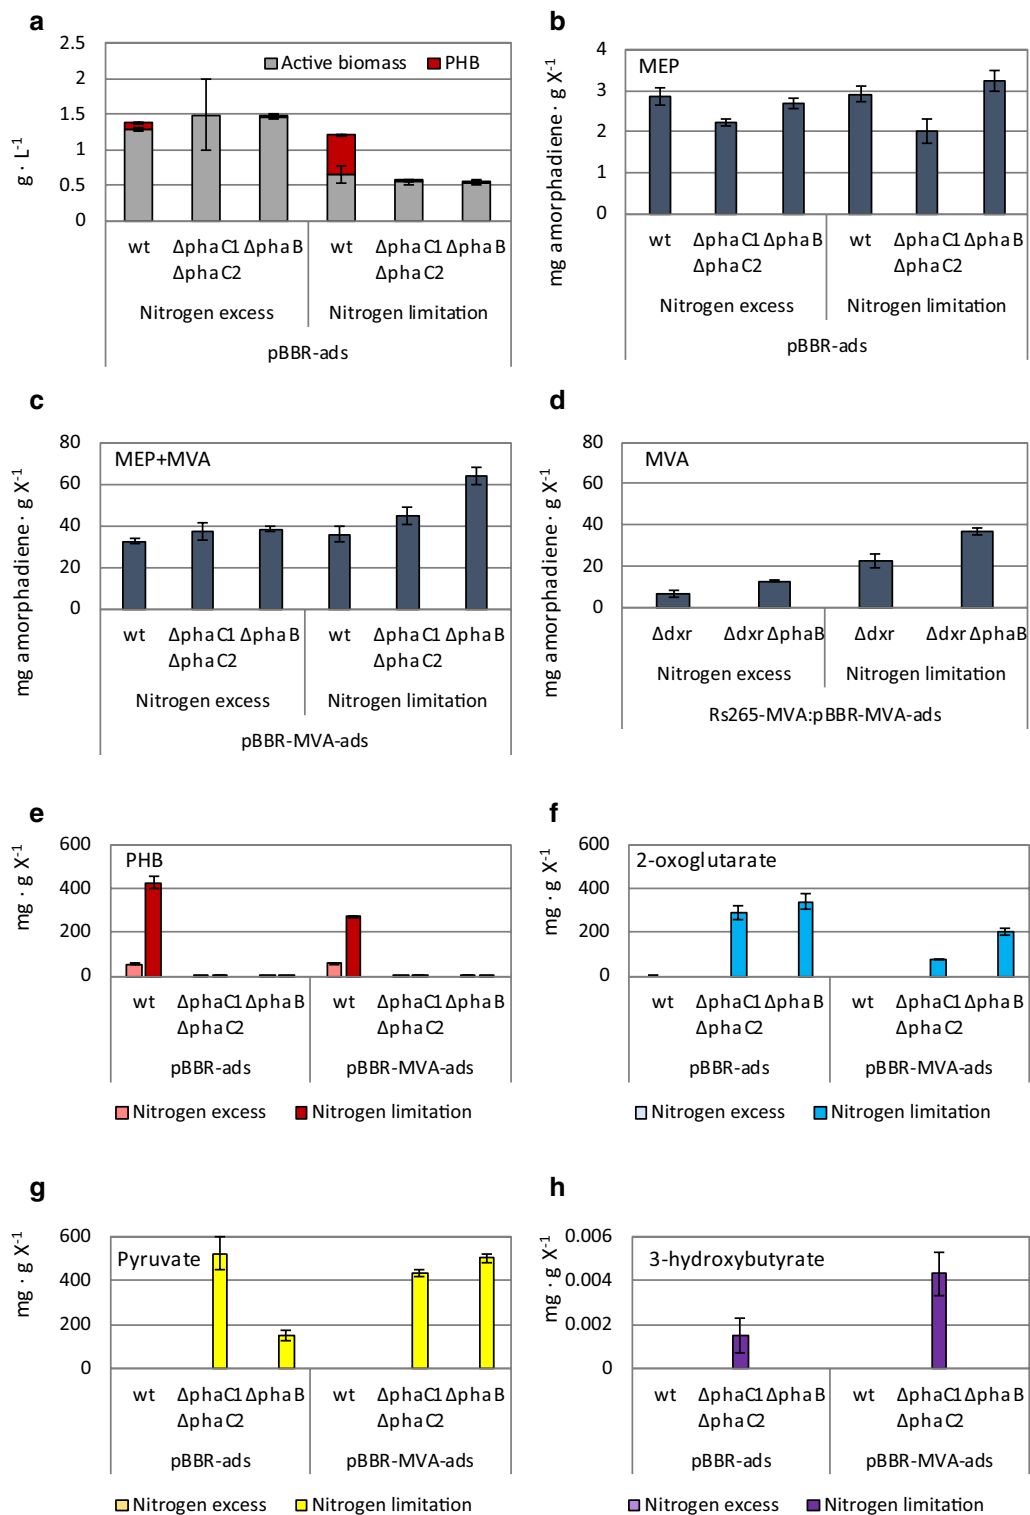 a
2.5
2
1.5
1
0.5
0
g · L⁻¹
Active biomass PHB
wt ΔphaC1 ΔphaB wt ΔphaC1 ΔphaB
ΔphaC2 ΔphaC2
Nitrogen excess Nitrogen limitation
pBBR-ads
b
4
3
2
1
0
mg amorphadiene · g X⁻¹
MEP
wt ΔphaC1 ΔphaB wt ΔphaC1 ΔphaB
ΔphaC2 ΔphaC2
Nitrogen excess Nitrogen limitation
pBBR-ads
c
80
60
40
20
0
mg amorphadiene · g X⁻¹
MEP+MVA
wt ΔphaC1 ΔphaB wt ΔphaC1 ΔphaB
ΔphaC2 ΔphaC2
Nitrogen excess Nitrogen limitation
pBBR-MVA-ads
d
80
60
40
20
0
mg amorphadiene · g X⁻¹
MVA
Δdxr Δdxr ΔphaB Δdxr Δdxr ΔphaB
Nitrogen excess Nitrogen limitation
Rs265-MVA:pBBR-MVA-ads
e
600
400
200
0
mg · g X⁻¹
PHB
wt ΔphaC1 ΔphaB wt ΔphaC1 ΔphaB
ΔphaC2 ΔphaC2
pBBR-ads pBBR-MVA-ads
Nitrogen excess Nitrogen limitation
f
600
400
200
0
mg · g X⁻¹
2-oxoglutarate
wt ΔphaC1 ΔphaB wt ΔphaC1 ΔphaB
ΔphaC2 ΔphaC2
pBBR-ads pBBR-MVA-ads
Nitrogen excess Nitrogen limitation
g
600
400
200
0
mg · g X⁻¹
Pyruvate
wt ΔphaC1 ΔphaB wt ΔphaC1 ΔphaB
ΔphaC2 ΔphaC2
pBBR-ads pBBR-MVA-ads
Nitrogen excess Nitrogen limitation
h
0.006
0.004
0.002
0
mg · g X⁻¹
3-hydroxybutyrate
wt ΔphaC1 ΔphaB wt ΔphaC1 ΔphaB
ΔphaC2 ΔphaC2
pBBR-ads pBBR-MVA-ads
Nitrogen excess Nitrogen limitation